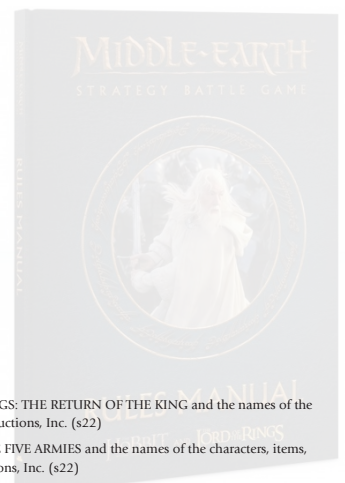 MIDDLE-EARTH
STRATEGY BATTLE GAME
RULES MANUAL
GS: THE RETURN OF THE KING and the names of the
uctions, Inc. (s22)
RULES MANUAL
FIVE ARMIES and the names of the characters, items,
ons, Inc. (s22)